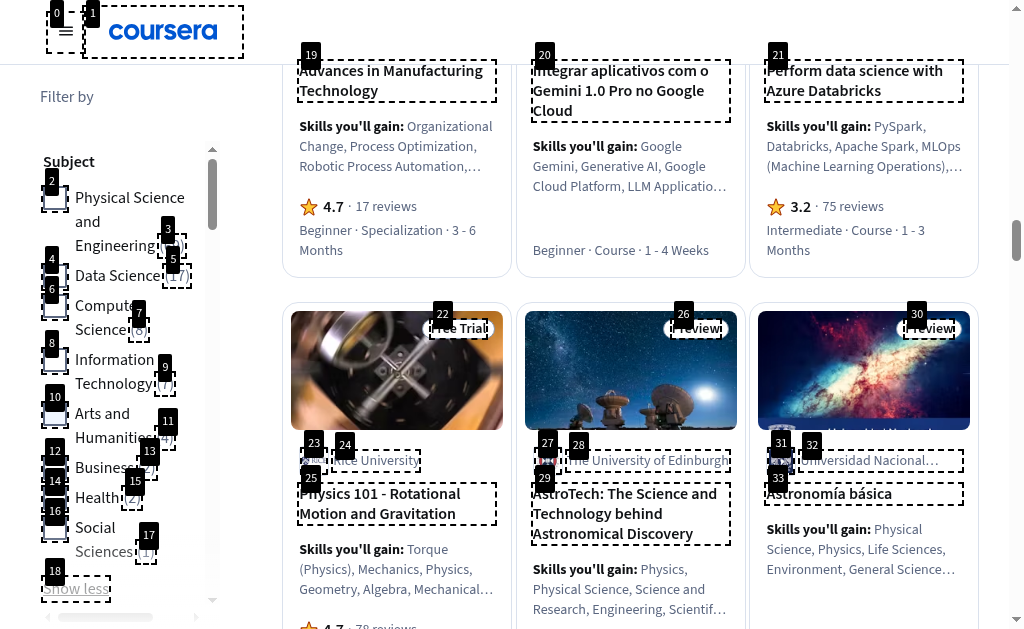 coursera
Filter by
Subject
Physical Science
and
Engineering
Data Science (17)
Computer
Science (8)
Information
Technology (7)
Arts and
Humanities (4)
Business (2)
Health (2)
Social
Sciences (1)
Show less
Advances in Manufacturing
Technology
Skills you'll gain: Organizational
Change, Process Optimization,
Robotic Process Automation,…
4.7 · 17 reviews
Beginner · Specialization · 3 - 6
Months
Integrar aplicativos com o
Gemini 1.0 Pro no Google
Cloud
Skills you'll gain: Google
Gemini, Generative AI, Google
Cloud Platform, LLM Applicatio…
Beginner · Course · 1 - 4 Weeks
Perform data science with
Azure Databricks
Skills you'll gain: PySpark,
Databricks, Apache Spark, MLOps
(Machine Learning Operations),…
3.2 · 75 reviews
Intermediate · Course · 1 - 3
Months
Free Trial
Rice University
Physics 101 - Rotational
Motion and Gravitation
Skills you'll gain: Torque
(Physics), Mechanics, Physics,
Geometry, Algebra, Mechanical…
4.7 · 78 reviews
Preview
The University of Edinburgh
AstroTech: The Science and
Technology behind
Astronomical Discovery
Skills you'll gain: Physics,
Physical Science, Science and
Research, Engineering, Scientif…
Preview
Universidad Nacional…
Astronomía básica
Skills you'll gain: Physical
Science, Physics, Life Sciences,
Environment, General Science…
0
1
2
3
4
5
6
7
8
9
10
11
12
13
14
15
16
17
18
19
20
21
22
23
24
25
26
27
28
29
30
31
32
33